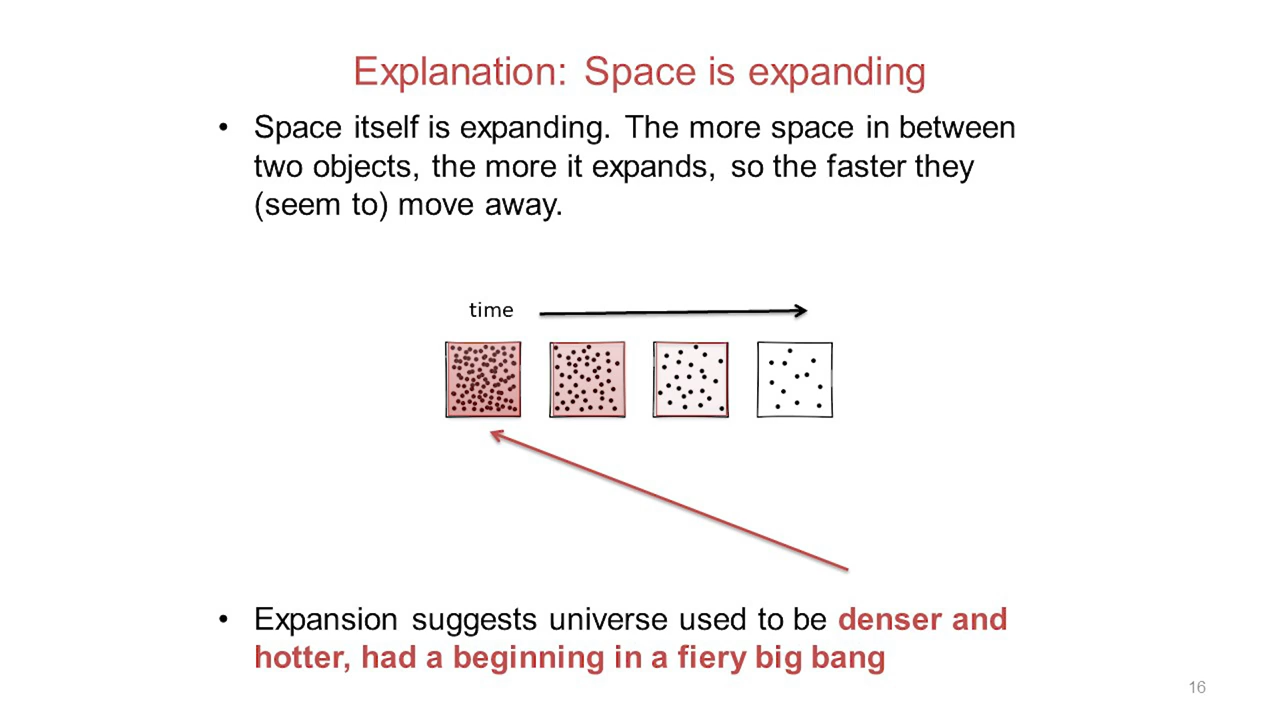 Explanation: Space is expanding
• Space itself is expanding. The more space in between
two objects, the more it expands, so the faster they
(seem to) move away.
time
• Expansion suggests universe used to be denser and
hotter, had a beginning in a fiery big bang
16